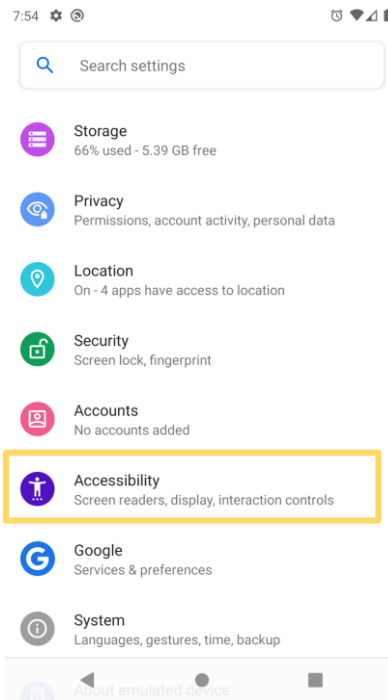 7:54
Search settings
Storage
66% used - 5.39 GB free
Privacy
Permissions, account activity, personal data
Location
On - 4 apps have access to location
Security
Screen lock, fingerprint
Accounts
No accounts added
Accessibility
Screen readers, display, interaction controls
Google
Services & preferences
System
Languages, gestures, time, backup
About emulated device